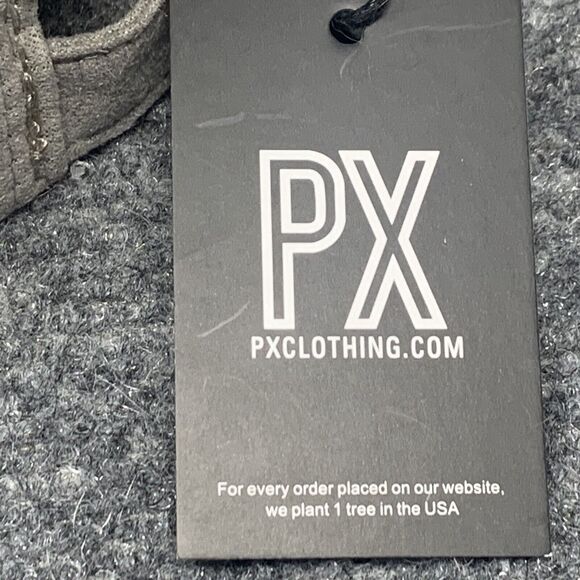 PX
PXCLOTHING.COM
For every order placed on our website,
we plant 1 tree in the USA